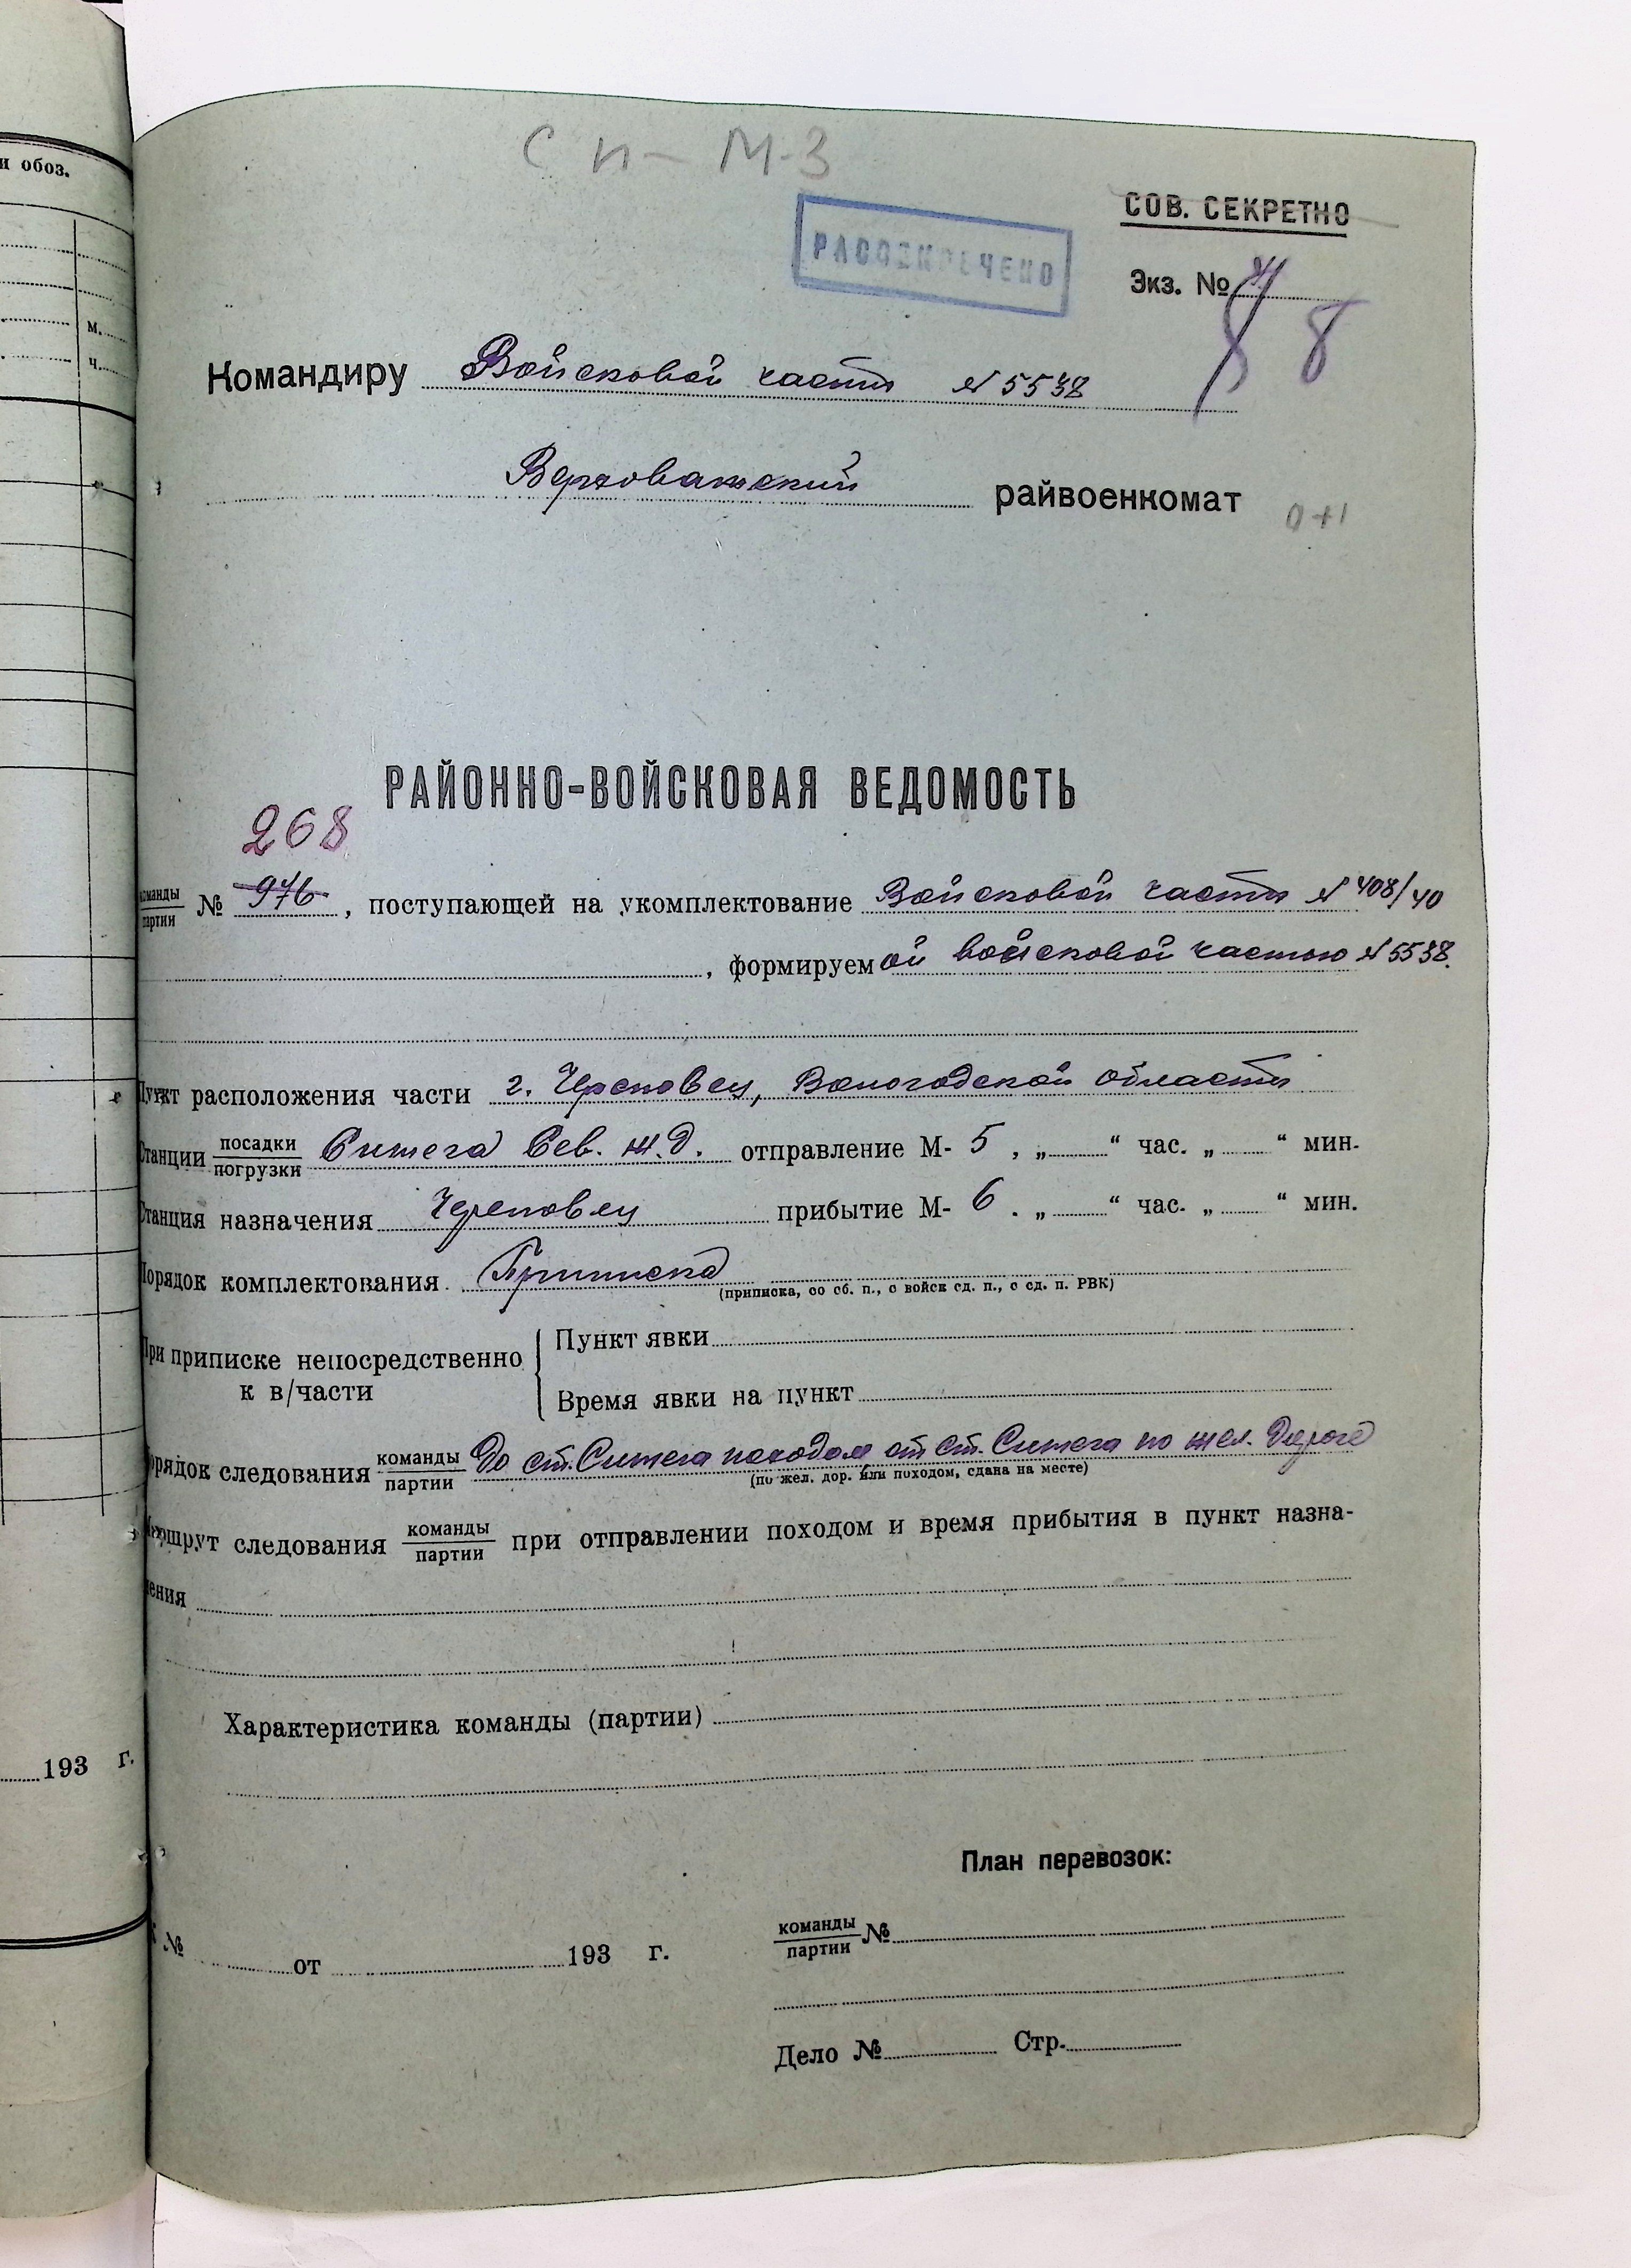 и обоз.
м.
ч.
193 г.
С п - М-3
СОВ. СЕКРЕТНО
РАССЕКРЕЧЕНО
Экз. №
8
Командиру Войсковой части № 5538
Верховажский райвоенкомат
0+1
РАЙОННО-ВОЙСКОВАЯ ВЕДОМОСТЬ
268
команды
партии № 976, поступающей на укомплектование Войсковой части № 408/40
, формируемой войсковой частью № 5538.
Пункт расположения части г. Череповец, Вологодской области
Станции посадки
погрузки Синега Сев. ж.д. отправление М- 5 , „ “ час. „ “ мин.
Станция назначения Череповец прибытие М- 6 . „ “ час. „ “ мин.
Порядок комплектования Приписка
(приписка, со сб. п., с войск сд. п., с сд. п. РВК)
При приписке непосредственно
к в/части
Пункт явки
Время явки на пункт
Порядок следования команды
партии До ст. Синега походом от ст. Синега по жел. дороге
(по жел. дор. или походом, сдана на месте)
Маршрут следования команды
партии при отправлении походом и время прибытия в пункт назна-
чения
Характеристика команды (партии)
План перевозок:
команды
партии №
№ от 193 г.
Дело № Стр.